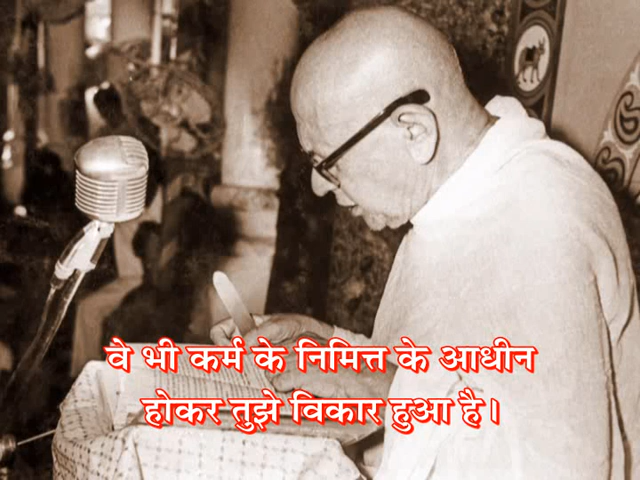 वे भी कर्म के निमित्त के आधीन
होकर तुझे विकार हुआ है।